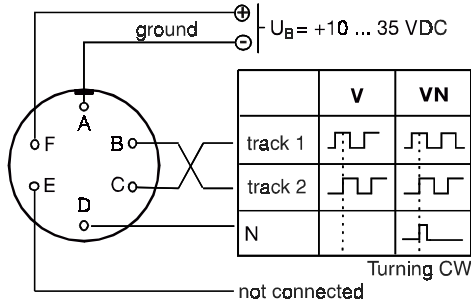 +
ground
U_B= +10 ... 35 VDC
−
V VN
A
F B track 1
E C track 2
D
N
Turning CW
not connected